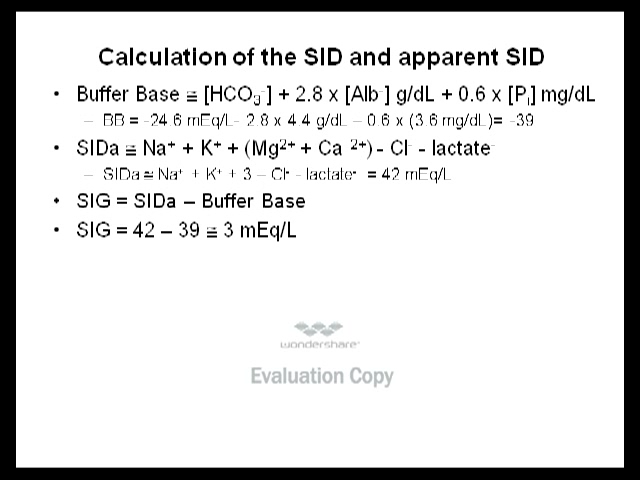 Calculation of the SID and apparent SID
• Buffer Base ≅ [HCO₃⁻] + 2.8 x [Alb⁻] g/dL + 0.6 x [Pᵢ] mg/dL
– BB = -24.6 mEq/L- 2.8 x 4.4 g/dL – 0.6 x (3.6 mg/dL)= -39
• SIDa ≅ Na⁺ + K⁺ + (Mg²⁺ + Ca ²⁺) - Cl⁻ - lactate⁻
– SIDa ≅ Na⁺ + K⁺ + 3 – Cl⁻ - lactate⁻ = 42 mEq/L
• SIG = SIDa – Buffer Base
• SIG = 42 – 39 ≅ 3 mEq/L
wondershare™
Evaluation Copy